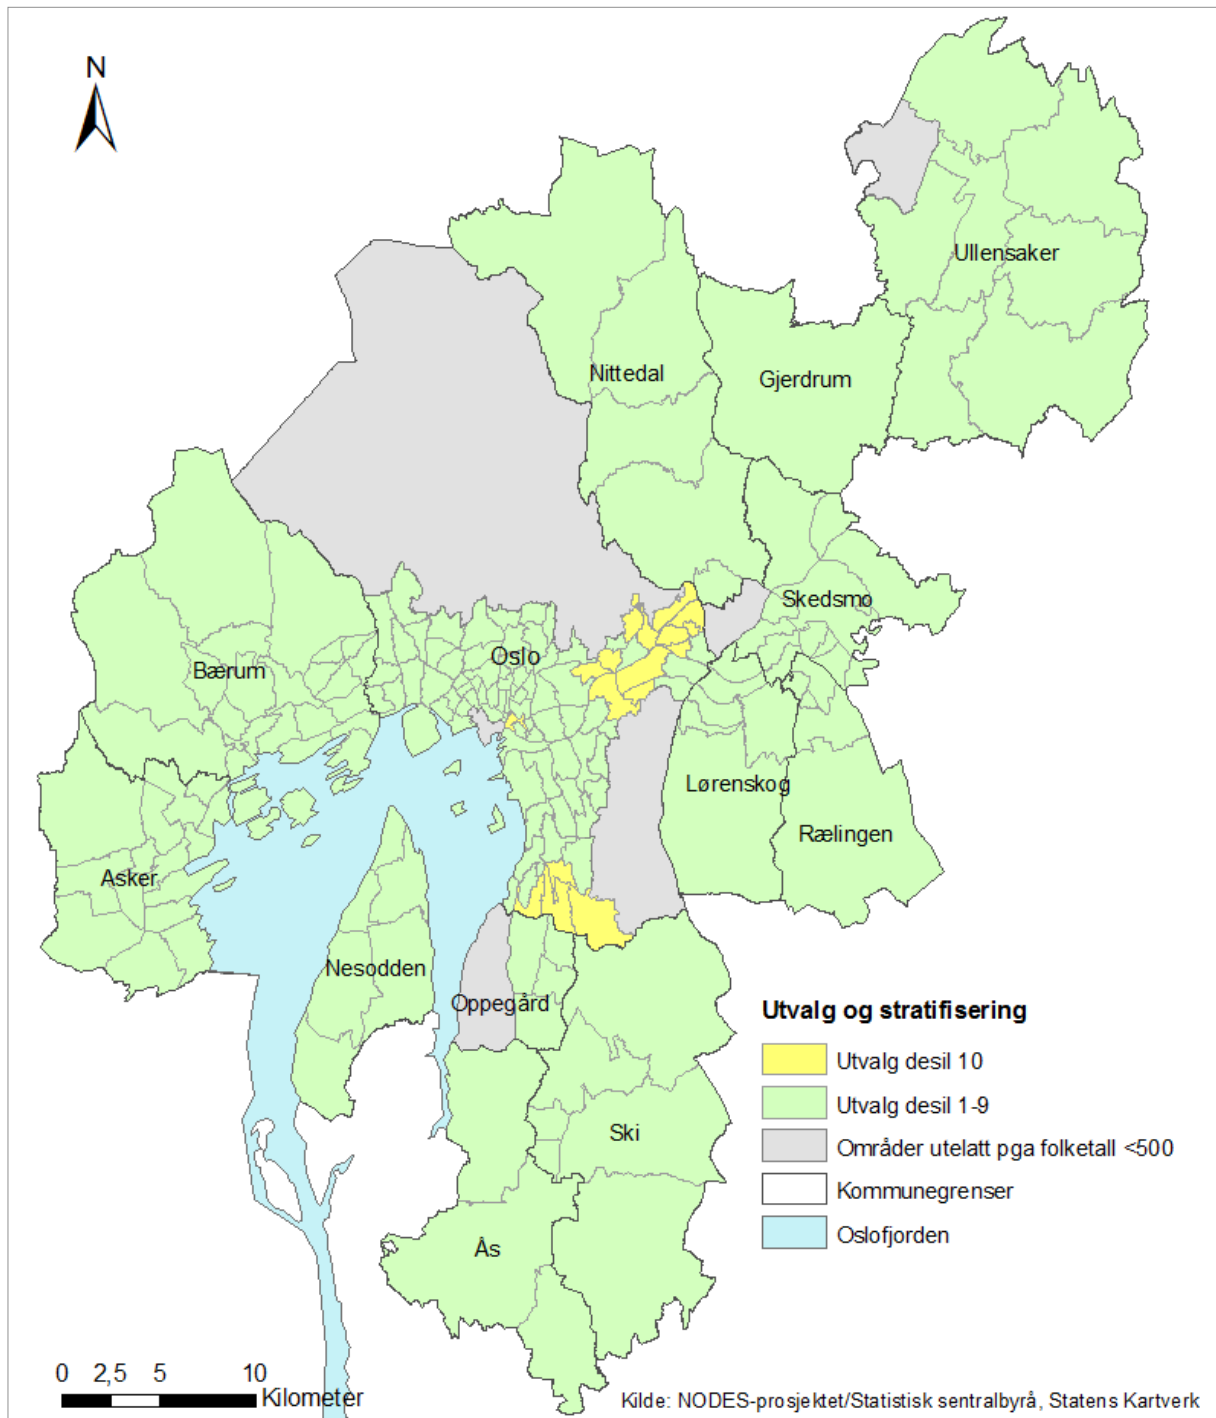 N
Ullensaker
Nittedal
Gjerdrum
Skedsmo
Oslo
Bærum
Lørenskog
Rælingen
Asker
Nesodden
Oppegård
Utvalg og stratifisering
Utvalg desil 10
Utvalg desil 1-9
Ski
Områder utelatt pga folketall <500
Kommunegrenser
Oslofjorden
Ås
0 2,5 5 10
Kilometer
Kilde: NODES-prosjektet/Statistisk sentralbyrå, Statens Kartverk